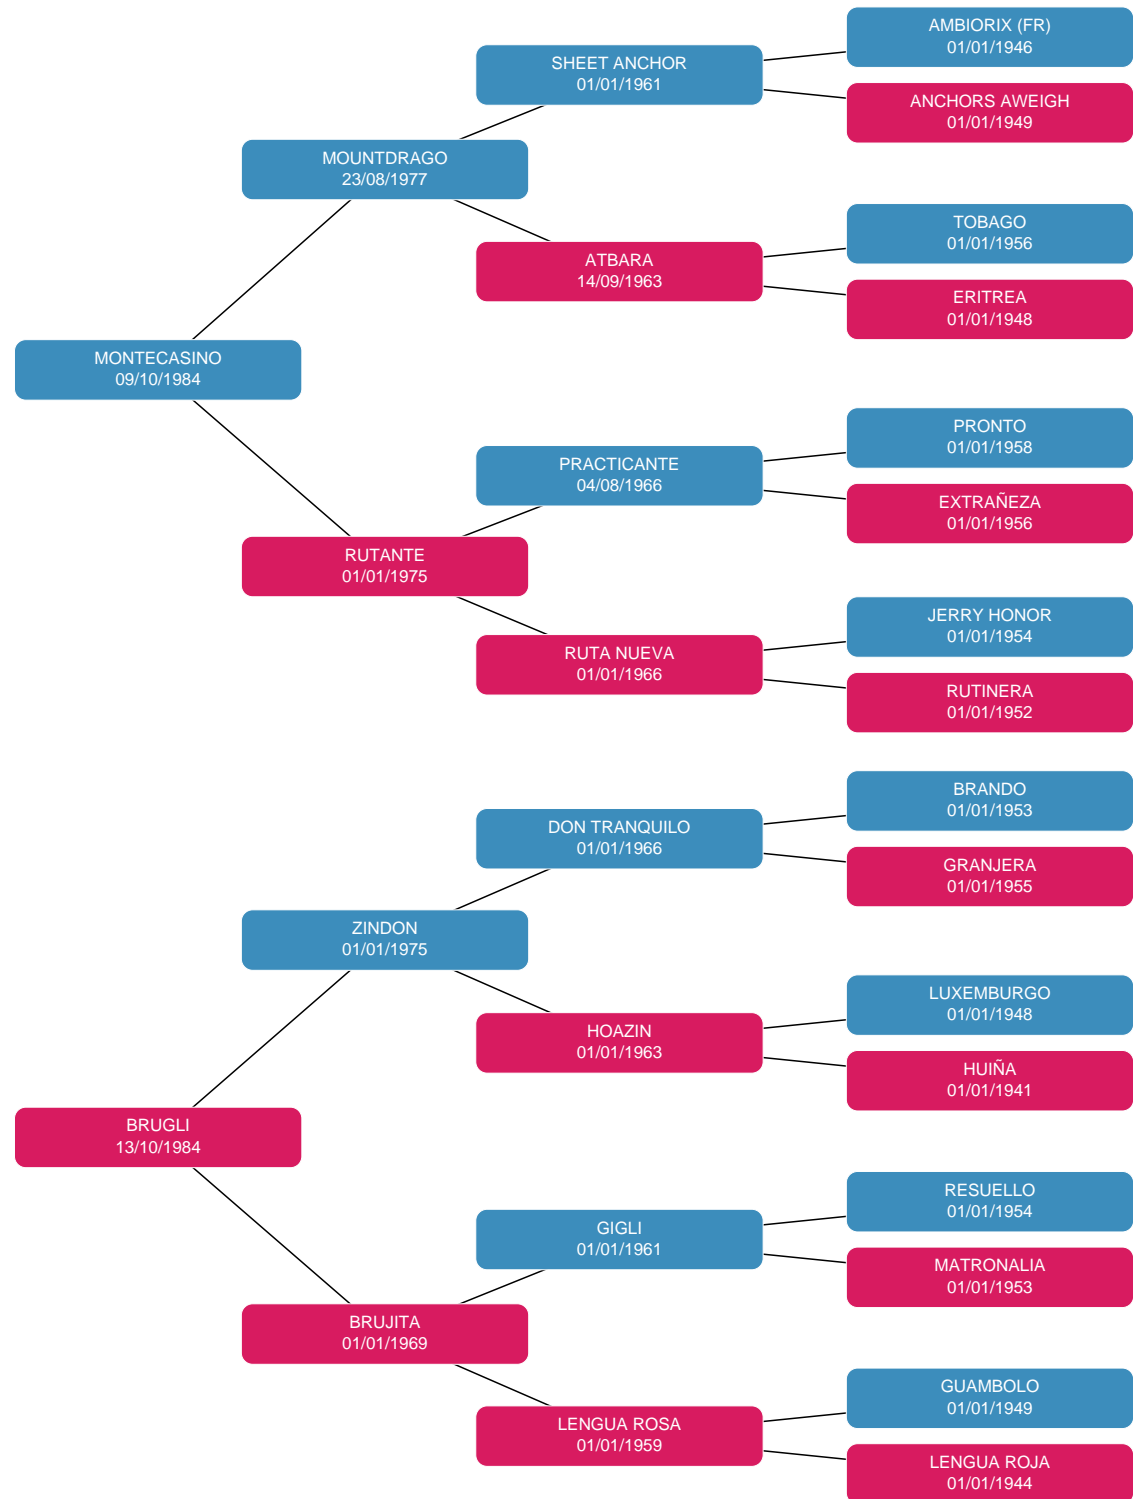 AMBIORIX (FR)
01/01/1946
SHEET ANCHOR
01/01/1961
ANCHORS AWEIGH
01/01/1949
MOUNTDRAGO
23/08/1977
TOBAGO
01/01/1956
ATBARA
14/09/1963
ERITREA
01/01/1948
MONTECASINO
09/10/1984
PRONTO
01/01/1958
PRACTICANTE
04/08/1966
EXTRAÑEZA
01/01/1956
RUTANTE
01/01/1975
JERRY HONOR
01/01/1954
RUTA NUEVA
01/01/1966
RUTINERA
01/01/1952
BRANDO
01/01/1953
DON TRANQUILO
01/01/1966
GRANJERA
01/01/1955
ZINDON
01/01/1975
LUXEMBURGO
01/01/1948
HOAZIN
01/01/1963
HUIÑA
01/01/1941
BRUGLI
13/10/1984
RESUELLO
01/01/1954
GIGLI
01/01/1961
MATRONALIA
01/01/1953
BRUJITA
01/01/1969
GUAMBOLO
01/01/1949
LENGUA ROSA
01/01/1959
LENGUA ROJA
01/01/1944